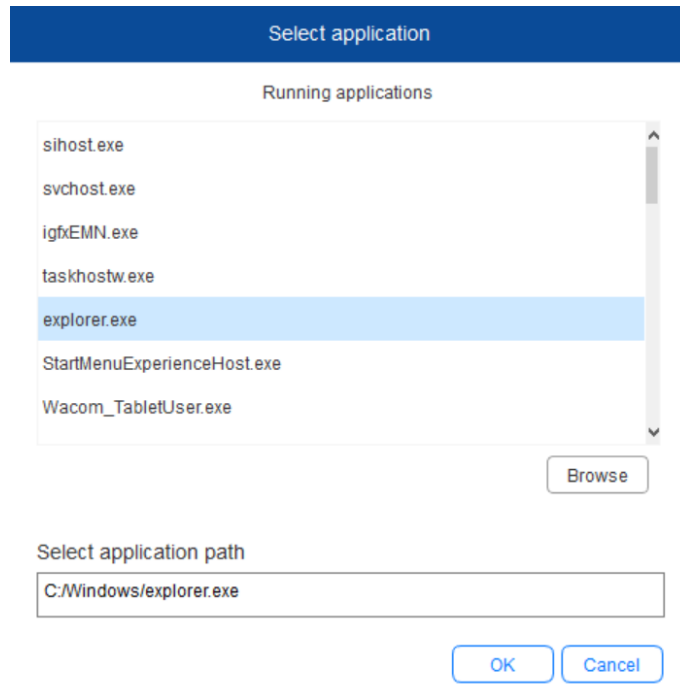 Select application
Running applications
sihost.exe
svchost.exe
igfxEMN.exe
taskhostw.exe
explorer.exe
StartMenuExperienceHost.exe
Wacom_TabletUser.exe
Browse
Select application path
C:/Windows/explorer.exe
OK Cancel